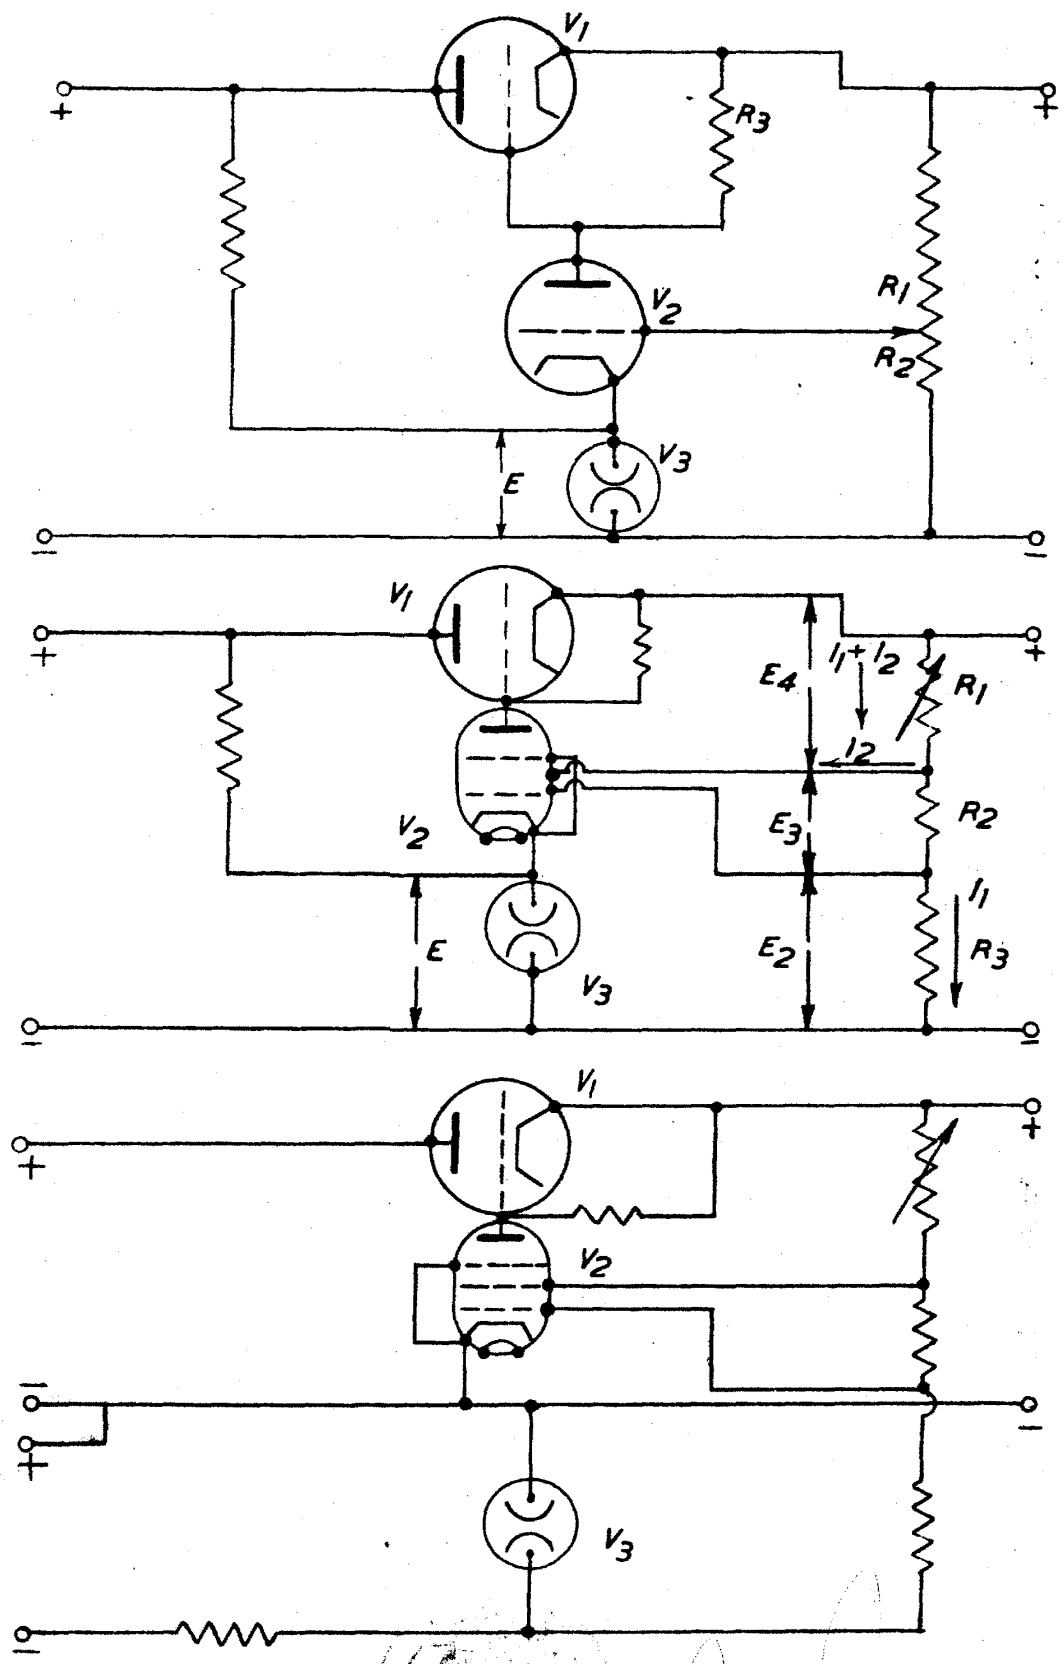 V1
+
R3
+
R1
V2
R2
V3
E
−
−
V1
+
E4
I1+I2
+
R1
I2
V2
E3
R2
I1
E
E2
R3
V3
−
−
V1
+
+
V2
−
+
−
V3
−